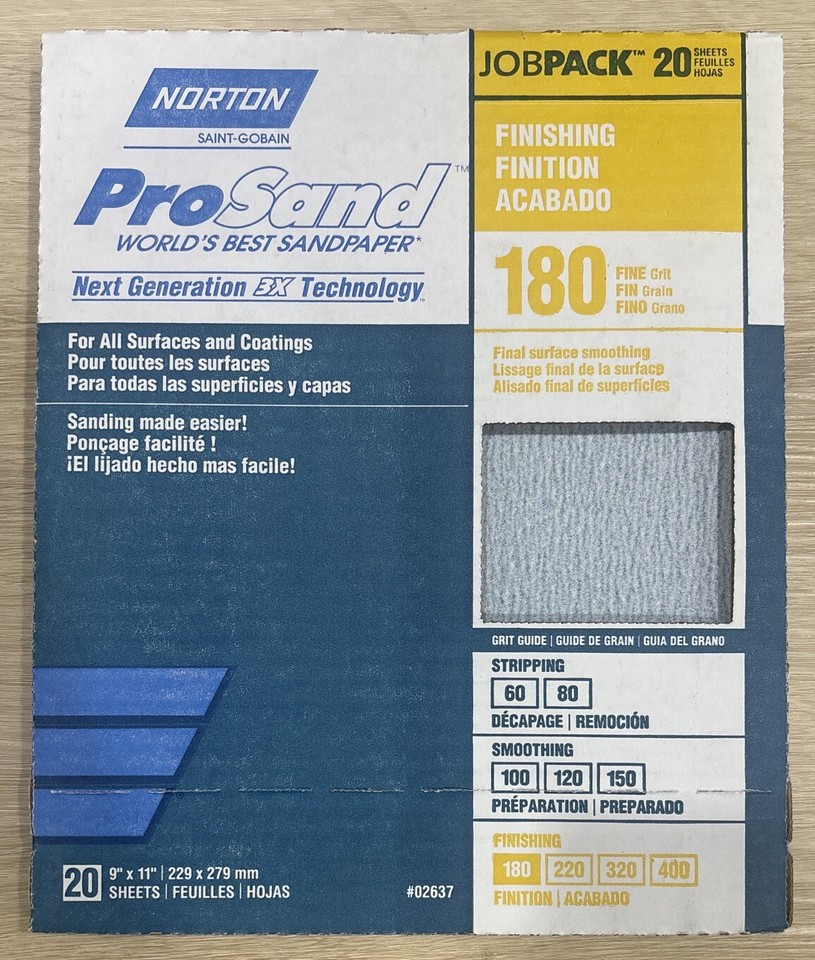 NORTON
SAINT-GOBAIN
ProSand™
WORLD'S BEST SANDPAPER*
Next Generation 3X Technology™
For All Surfaces and Coatings
Pour toutes les surfaces
Para todas las superficies y capas
Sanding made easier!
Ponçage facilité !
¡El lijado hecho mas facile!
20 9" x 11" | 229 x 279 mm
SHEETS | FEUILLES | HOJAS
#02637
JOBPACK™ 20 SHEETS
FEUILLES
HOJAS
FINISHING
FINITION
ACABADO
180 FINE Grit
FIN Grain
FINO Grano
Final surface smoothing
Lissage final de la surface
Alisado final de superficies
GRIT GUIDE | GUIDE DE GRAIN | GUIA DEL GRANO
STRIPPING
60 80
DÉCAPAGE | REMOCIÓN
SMOOTHING
100 120 150
PRÉPARATION | PREPARADO
FINISHING
180 220 320 400
FINITION | ACABADO